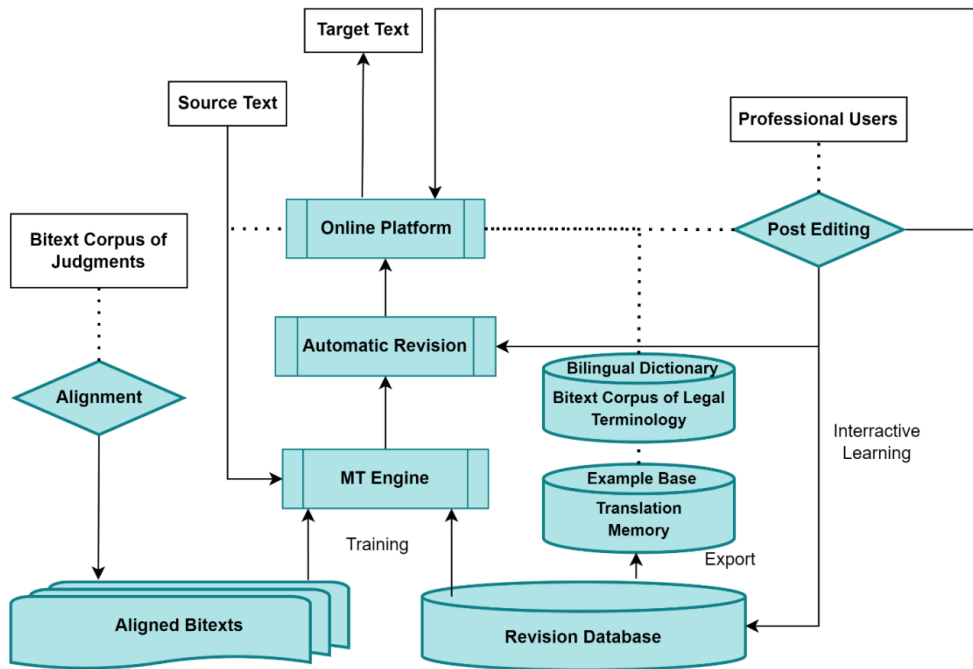 Target Text
Source Text
Professional Users
Bitext Corpus of
Judgments
Online Platform
Post Editing
Automatic Revision
Bilingual Dictionary
Bitext Corpus of Legal
Terminology
Alignment
Interractive
Learning
MT Engine
Example Base
Translation
Memory
Training
Export
Aligned Bitexts
Revision Database